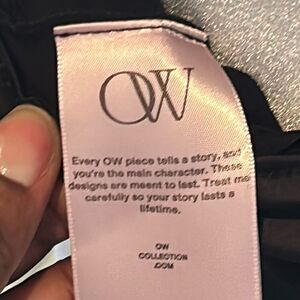 OW
Every OW piece tells a story, and
you're the main character. These
designs are meant to last. Treat me
carefully so your story lasts a
lifetime.
OW
COLLECTION
.COM